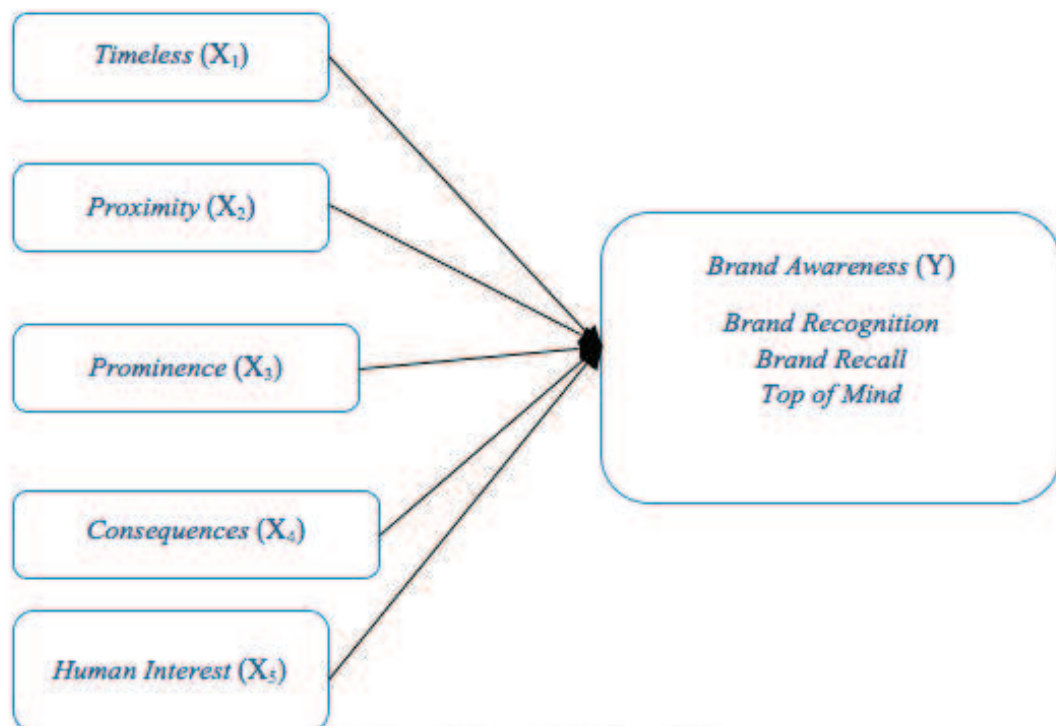 Timeless (X₁)
Proximity (X₂)
Prominence (X₃)
Consequences (X₄)
Human Interest (X₅)
Brand Awareness (Y)
Brand Recognition
Brand Recall
Top of Mind